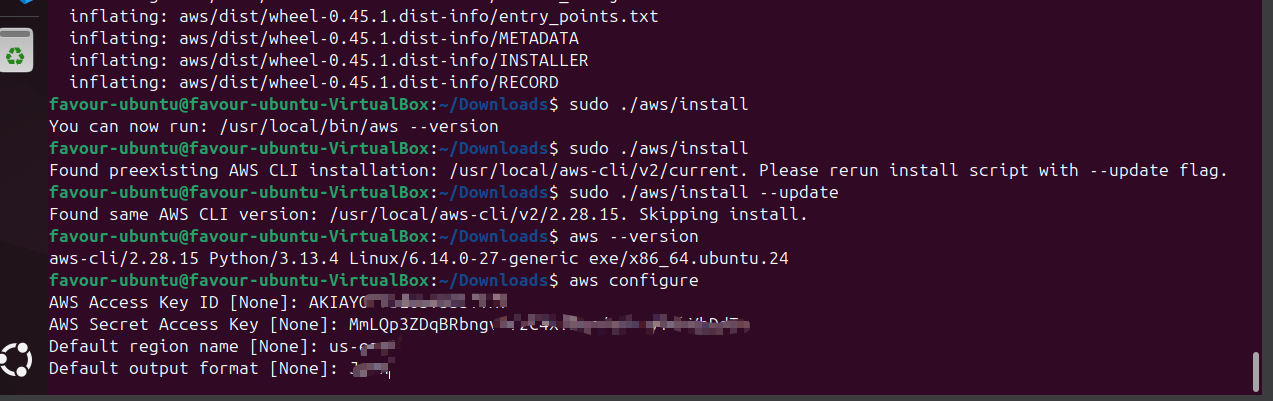 inflating: aws/dist/wheel-0.45.1.dist-info/entry_points.txt
inflating: aws/dist/wheel-0.45.1.dist-info/METADATA
inflating: aws/dist/wheel-0.45.1.dist-info/INSTALLER
inflating: aws/dist/wheel-0.45.1.dist-info/RECORD
favour-ubuntu@favour-ubuntu-VirtualBox:~/Downloads$ sudo ./aws/install
You can now run: /usr/local/bin/aws --version
favour-ubuntu@favour-ubuntu-VirtualBox:~/Downloads$ sudo ./aws/install
Found preexisting AWS CLI installation: /usr/local/aws-cli/v2/current. Please rerun install script with --update flag.
favour-ubuntu@favour-ubuntu-VirtualBox:~/Downloads$ sudo ./aws/install --update
Found same AWS CLI version: /usr/local/aws-cli/v2/2.28.15. Skipping install.
favour-ubuntu@favour-ubuntu-VirtualBox:~/Downloads$ aws --version
aws-cli/2.28.15 Python/3.13.4 Linux/6.14.0-27-generic exe/x86_64.ubuntu.24
favour-ubuntu@favour-ubuntu-VirtualBox:~/Downloads$ aws configure
AWS Access Key ID [None]:
AWS Secret Access Key [None]:
Default region name [None]:
Default output format [None]: